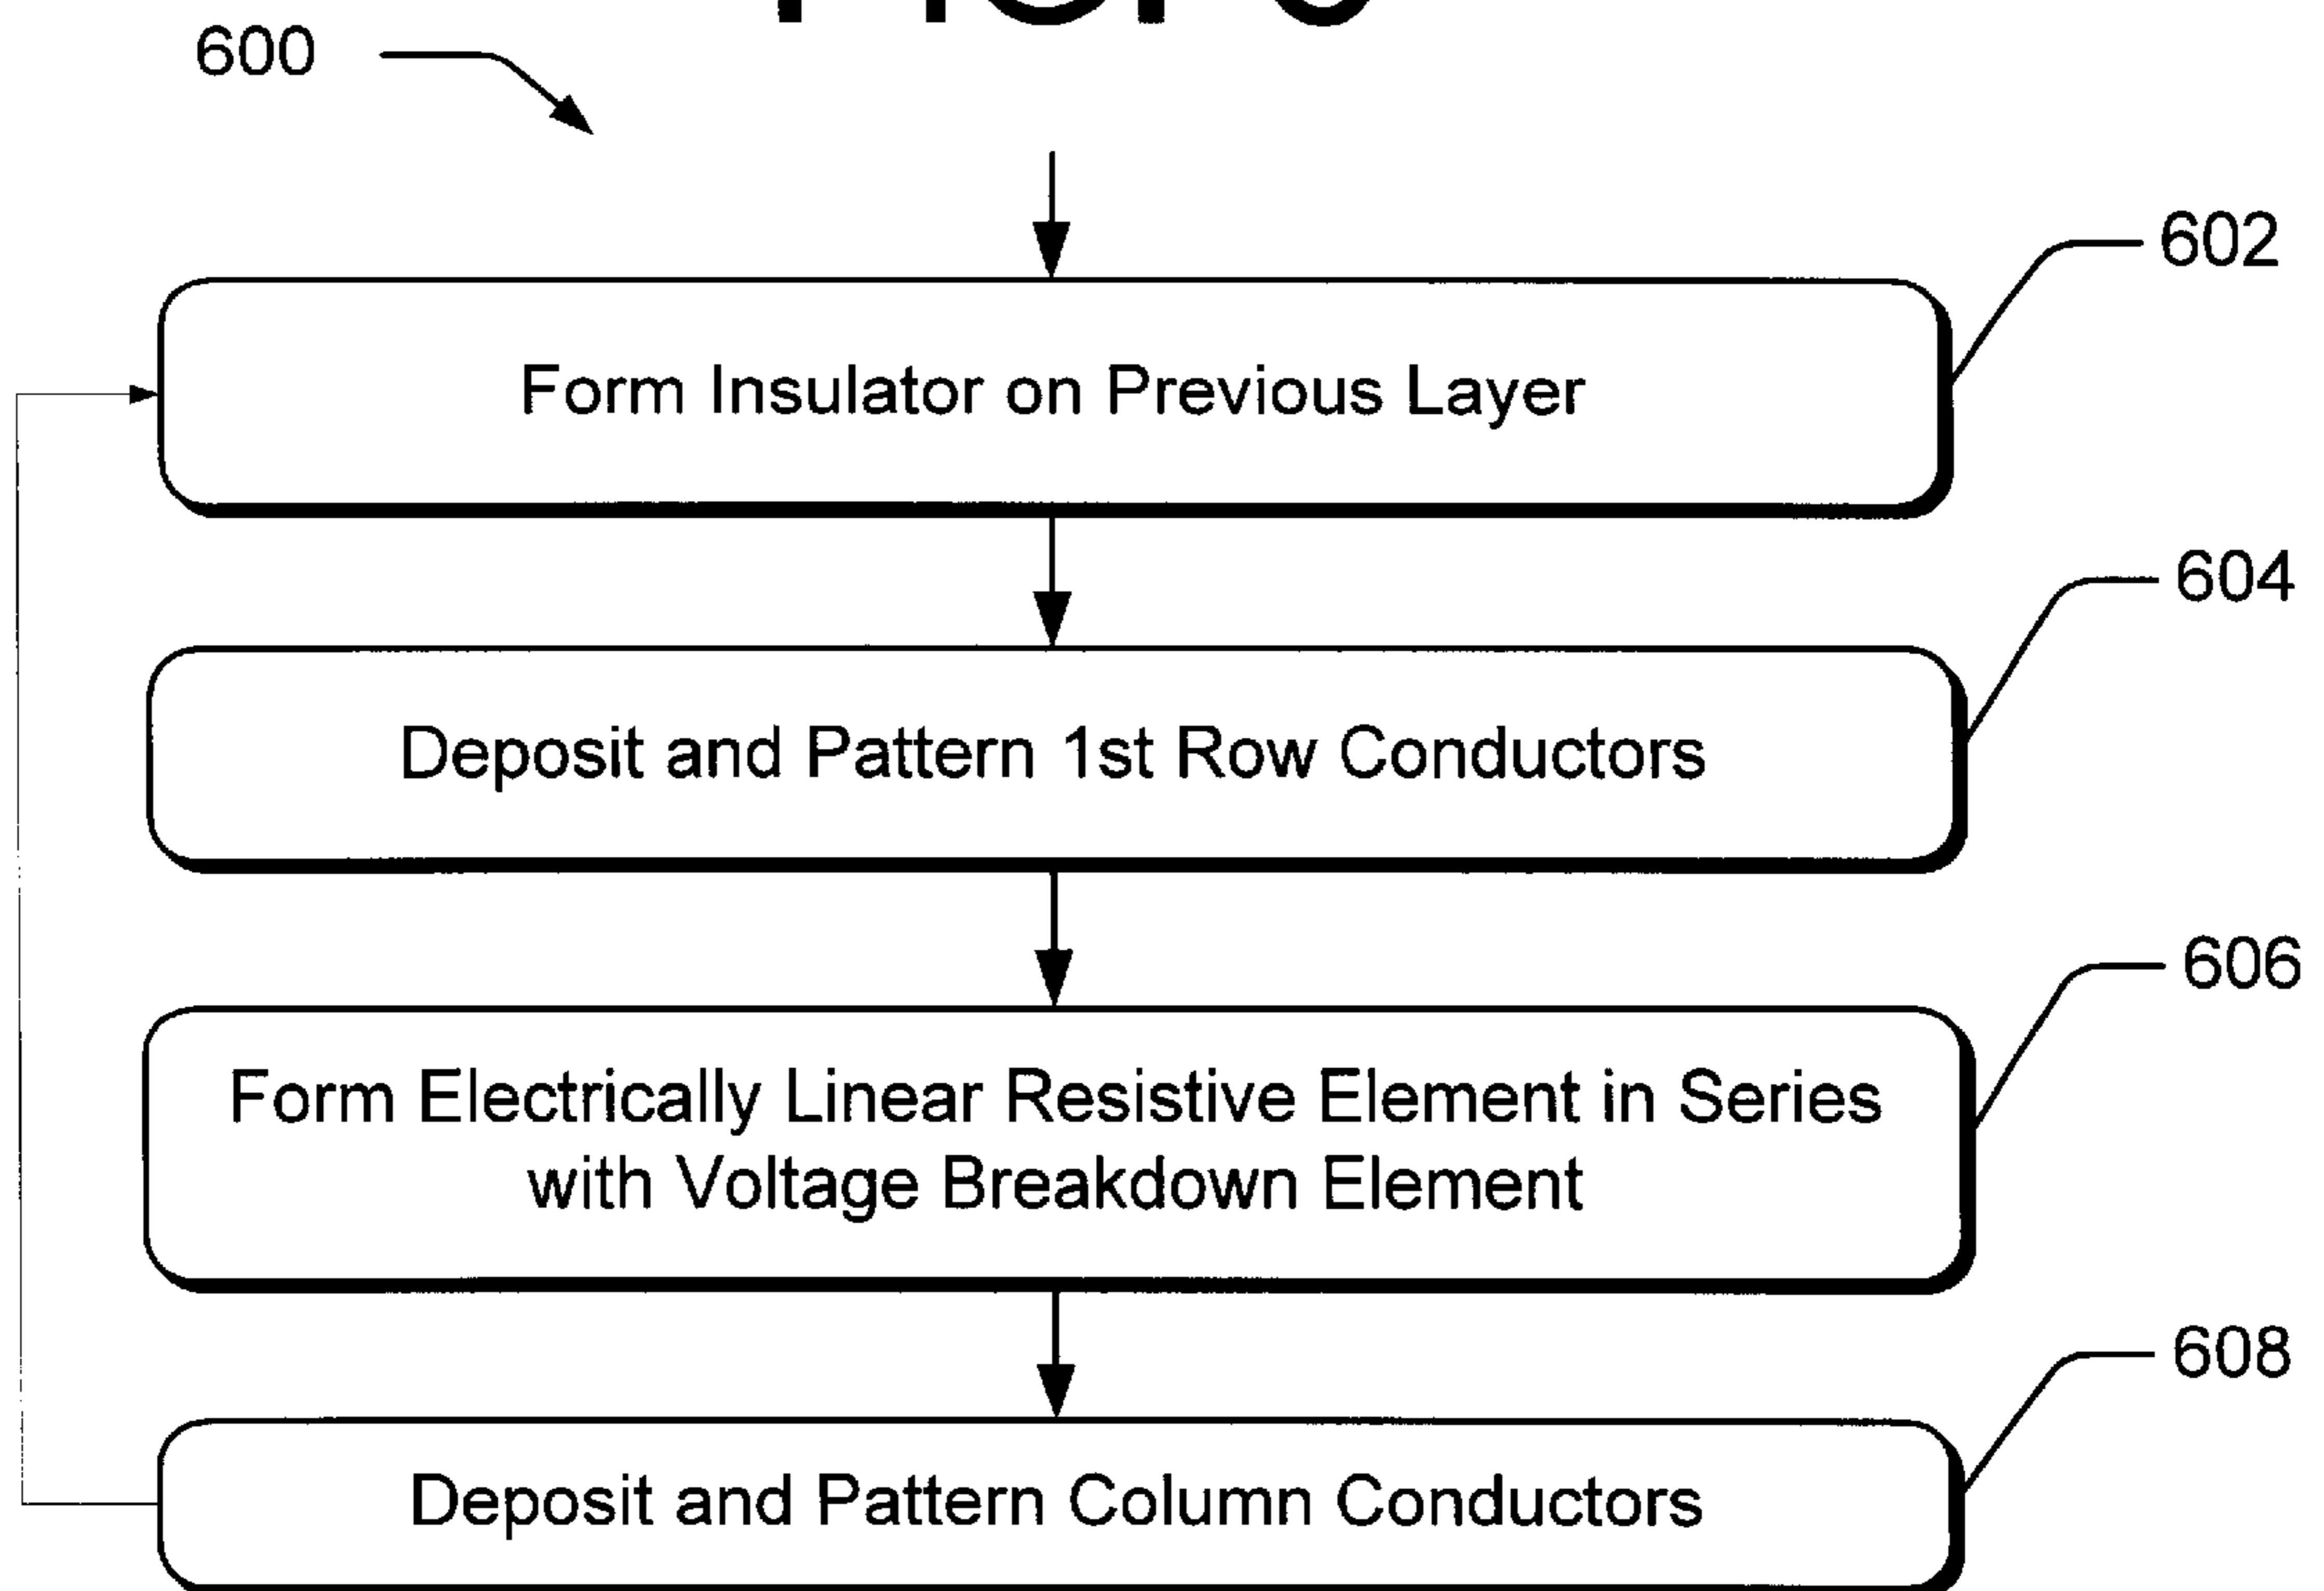 600
602
Form Insulator on Previous Layer
604
Deposit and Pattern 1st Row Conductors
606
Form Electrically Linear Resistive Element in Series
with Voltage Breakdown Element
608
Deposit and Pattern Column Conductors